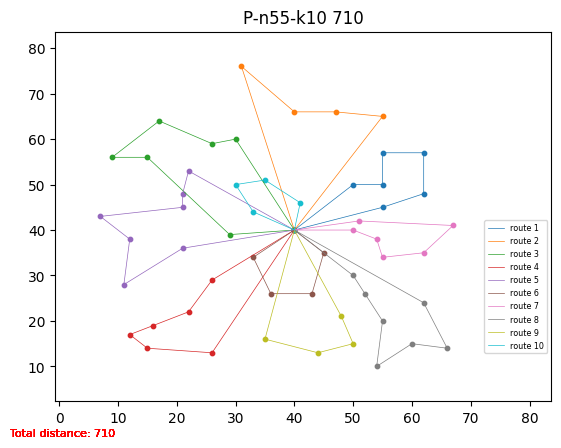 P-n55-k10 710
80
70
60
50
40
30
20
10
0 10 20 30 40 50 60 70 80
route 1
route 2
route 3
route 4
route 5
route 6
route 7
route 8
route 9
route 10
Total distance: 710